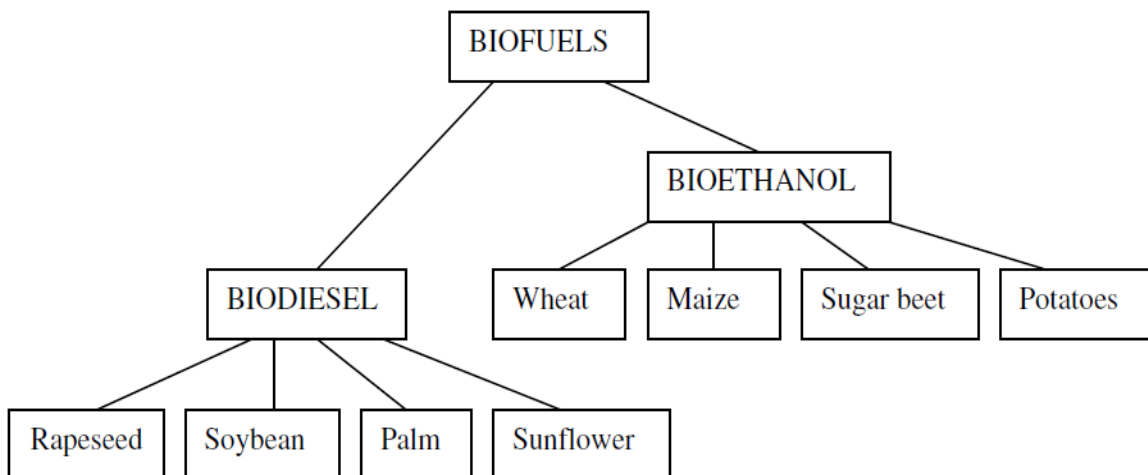 BIOFUELS
BIOETHANOL
BIODIESEL
Wheat
Maize
Sugar beet
Potatoes
Rapeseed
Soybean
Palm
Sunflower